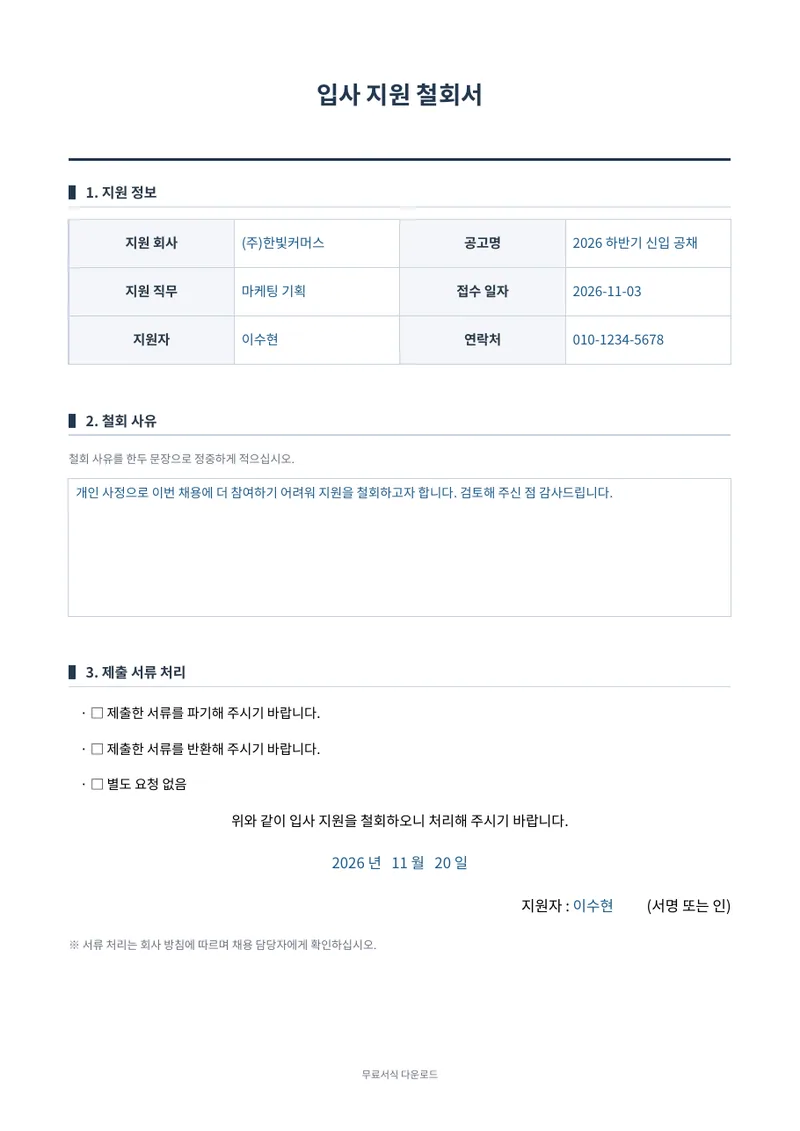 입사 지원 철회서
1. 지원 정보
지원 회사 (주)한빛커머스 공고명 2026 하반기 신입 공채
지원 직무 마케팅 기획 접수 일자 2026-11-03
지원자 이수현 연락처 010-1234-5678
2. 철회 사유
철회 사유를 한두 문장으로 정중하게 적으십시오.
개인 사정으로 이번 채용에 더 참여하기 어려워 지원을 철회하고자 합니다. 검토해 주신 점 감사드립니다.
3. 제출 서류 처리
· □ 제출한 서류를 파기해 주시기 바랍니다.
· □ 제출한 서류를 반환해 주시기 바랍니다.
· □ 별도 요청 없음
위와 같이 입사 지원을 철회하오니 처리해 주시기 바랍니다.
2026 년 11 월 20 일
지원자 : 이수현 (서명 또는 인)
※ 서류 처리는 회사 방침에 따르며 채용 담당자에게 확인하십시오.
무료서식 다운로드